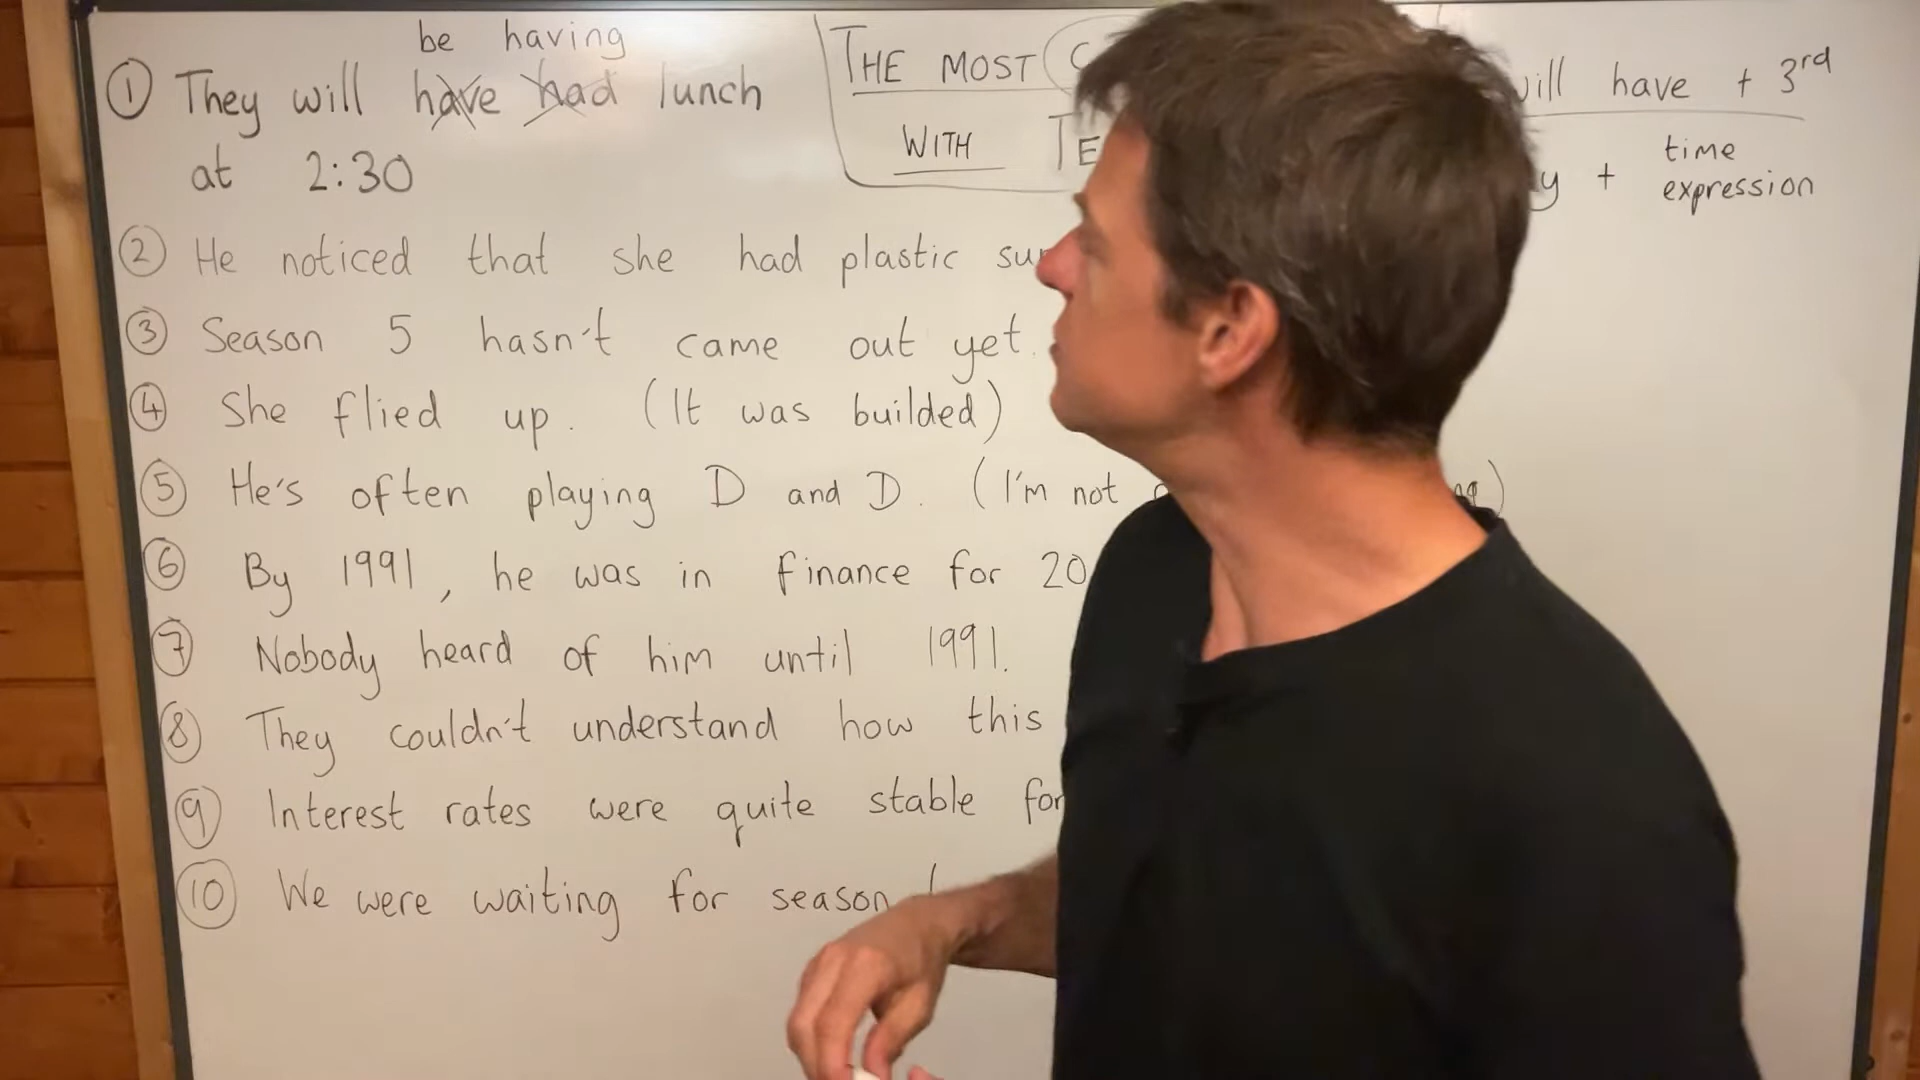 be having
① They will have had lunch
at 2:30
② He noticed that she had plastic
③ Season 5 hasn't came out yet.
④ She flied up. (It was builded)
⑤ He's often playing D and D. (I'm not
⑥ By 1991, he was in finance for 20
⑦ Nobody heard of him until 1991.
⑧ They couldn't understand how this
⑨ Interest rates were quite stable for
⑩ We were waiting for season
THE MOST
WITH
will have + 3rd
+ time
expression